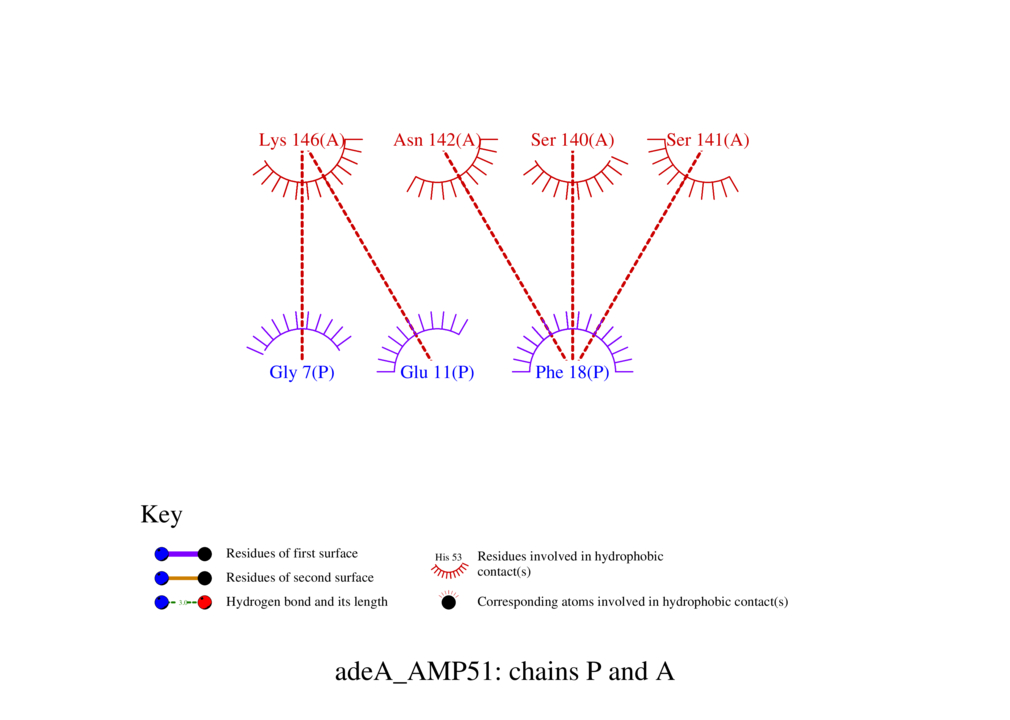 Lys 146(A) Asn 142(A) Ser 140(A) Ser 141(A)
Gly 7(P) Glu 11(P) Phe 18(P)
Key
Residues of first surface
Residues of second surface
3.0
Hydrogen bond and its length
His 53
Residues involved in hydrophobic
contact(s)
Corresponding atoms involved in hydrophobic contact(s)
adeA_AMP51: chains P and A